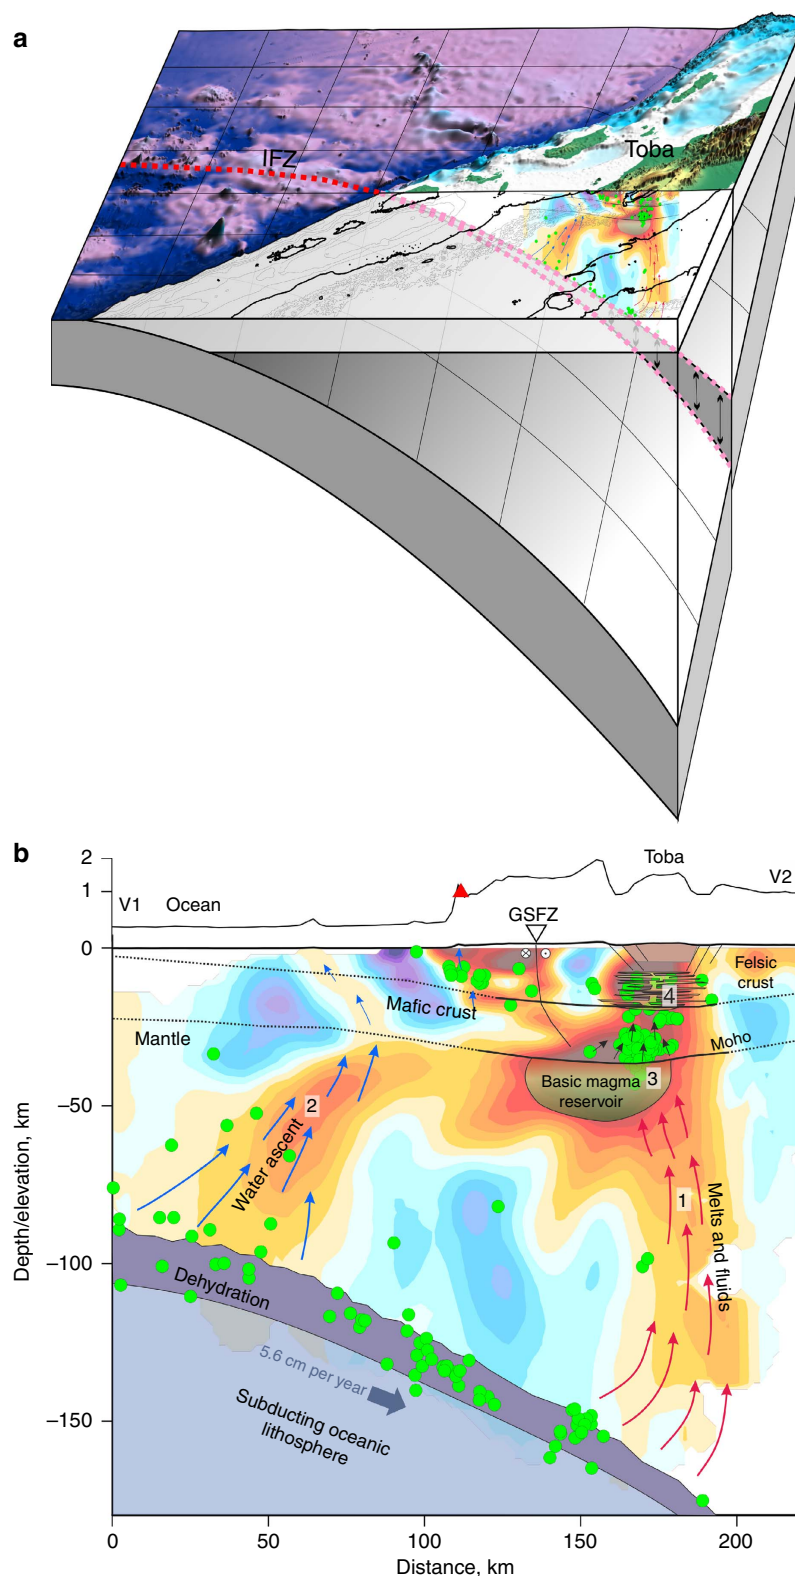 a
IFZ
Toba
b
2
1
Toba
V1
Ocean
V2
GSFZ
0
Felsic
crust
4
Mafic crust
Mantle
Moho
3
Basic magma
reservoir
−50
2
Water ascent
1
Melts and fluids
Depth/elevation, km
−100
Dehydration
5.6 cm per year
Subducting oceanic
lithosphere
−150
0
50
100
150
200
Distance, km